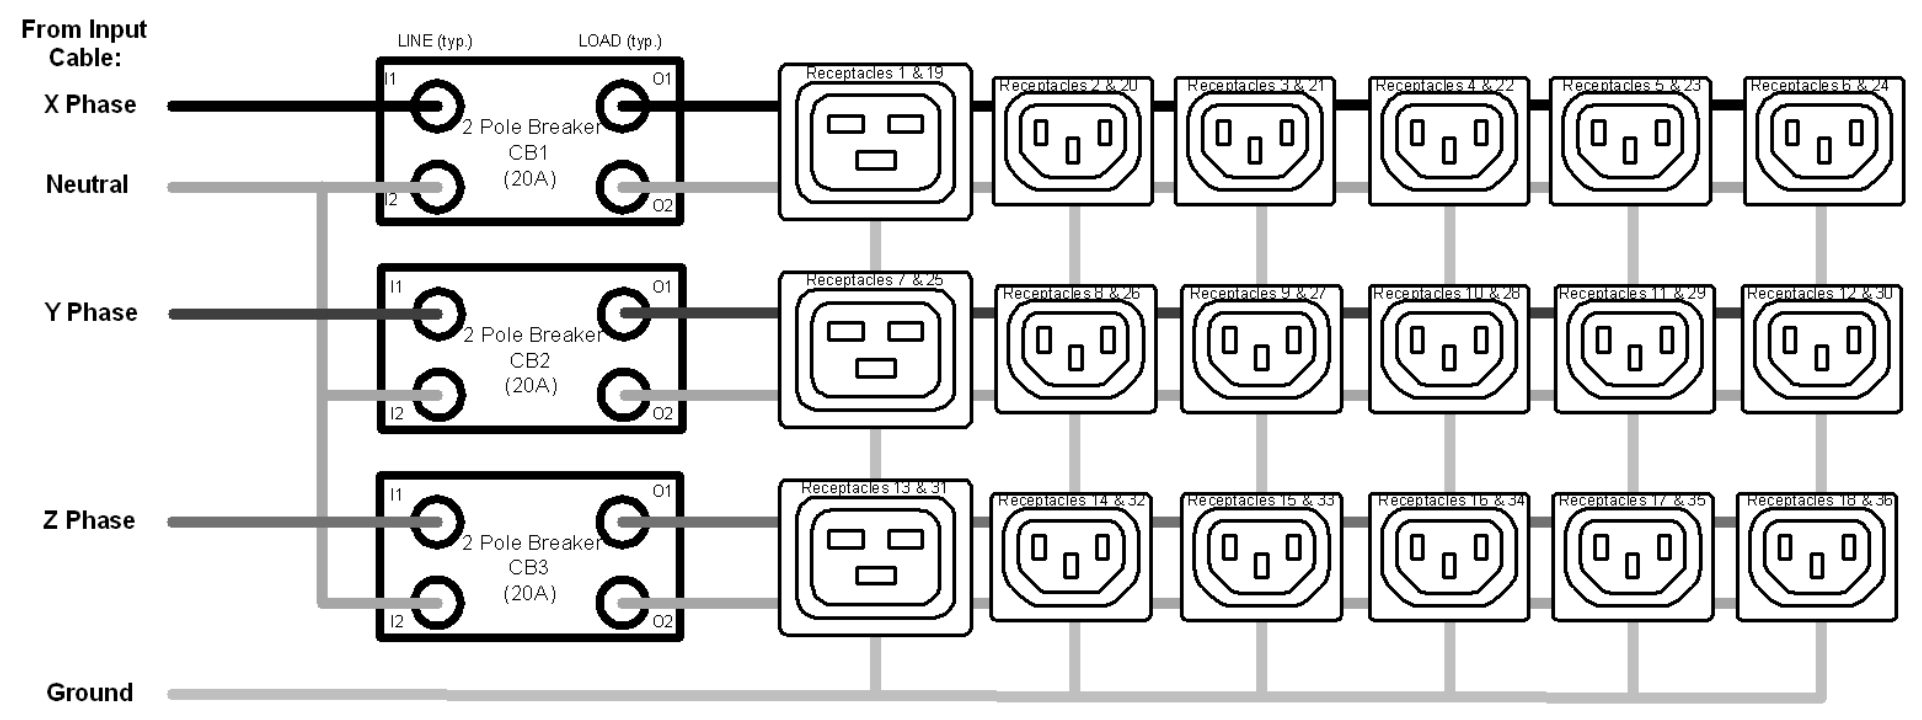 From Input
Cable:
LINE (typ.)
LOAD (typ.)
X Phase
I1
O1
2 Pole Breaker
CB1
(20A)
Neutral
I2
O2
Receptacles 1 & 19
Receptacles 2 & 20
Receptacles 3 & 21
Receptacles 4 & 22
Receptacles 5 & 23
Receptacles 6 & 24
Y Phase
I1
O1
2 Pole Breaker
CB2
(20A)
I2
O2
Receptacles 7 & 25
Receptacles 8 & 26
Receptacles 9 & 27
Receptacles 10 & 28
Receptacles 11 & 29
Receptacles 12 & 30
Z Phase
I1
O1
2 Pole Breaker
CB3
(20A)
I2
O2
Receptacles 13 & 31
Receptacles 14 & 32
Receptacles 15 & 33
Receptacles 16 & 34
Receptacles 17 & 35
Receptacles 18 & 36
Ground